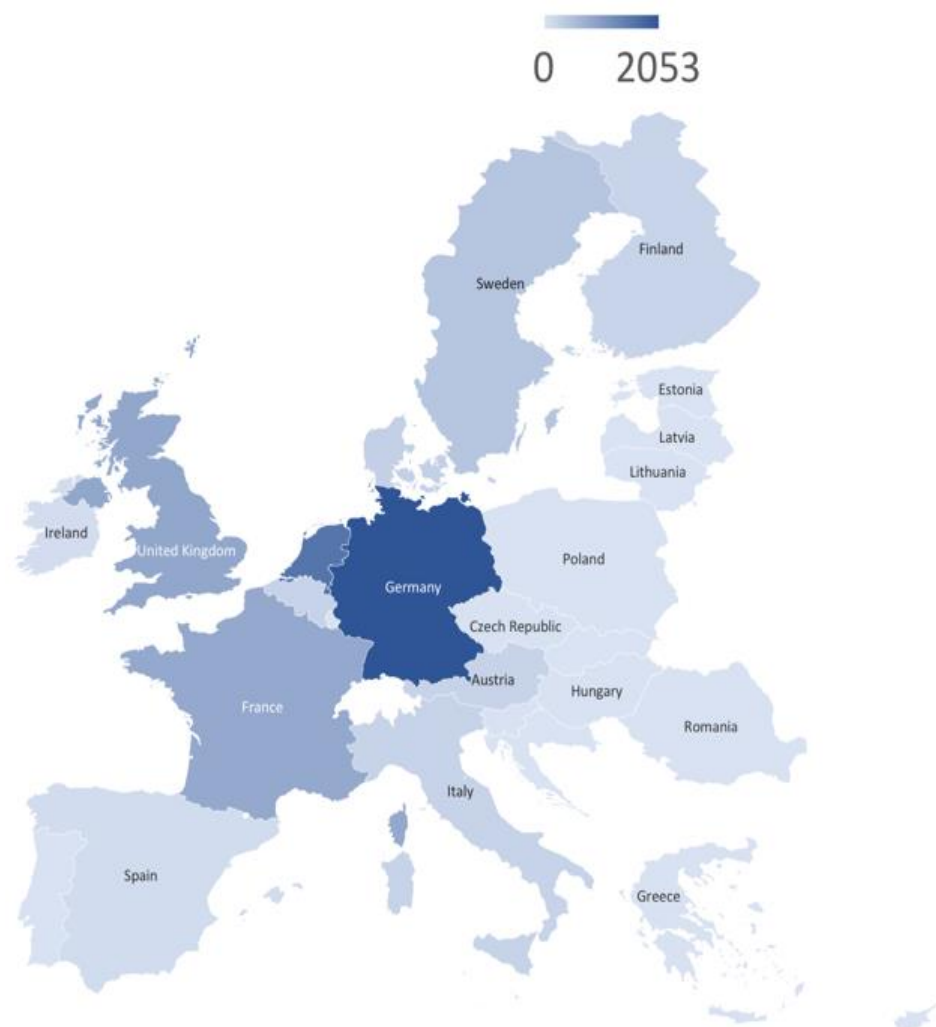 0 2053
Finland
Sweden
Estonia
Latvia
Lithuania
Ireland
United Kingdom
Poland
Germany
Czech Republic
Austria
Hungary
France
Romania
Italy
Spain
Greece